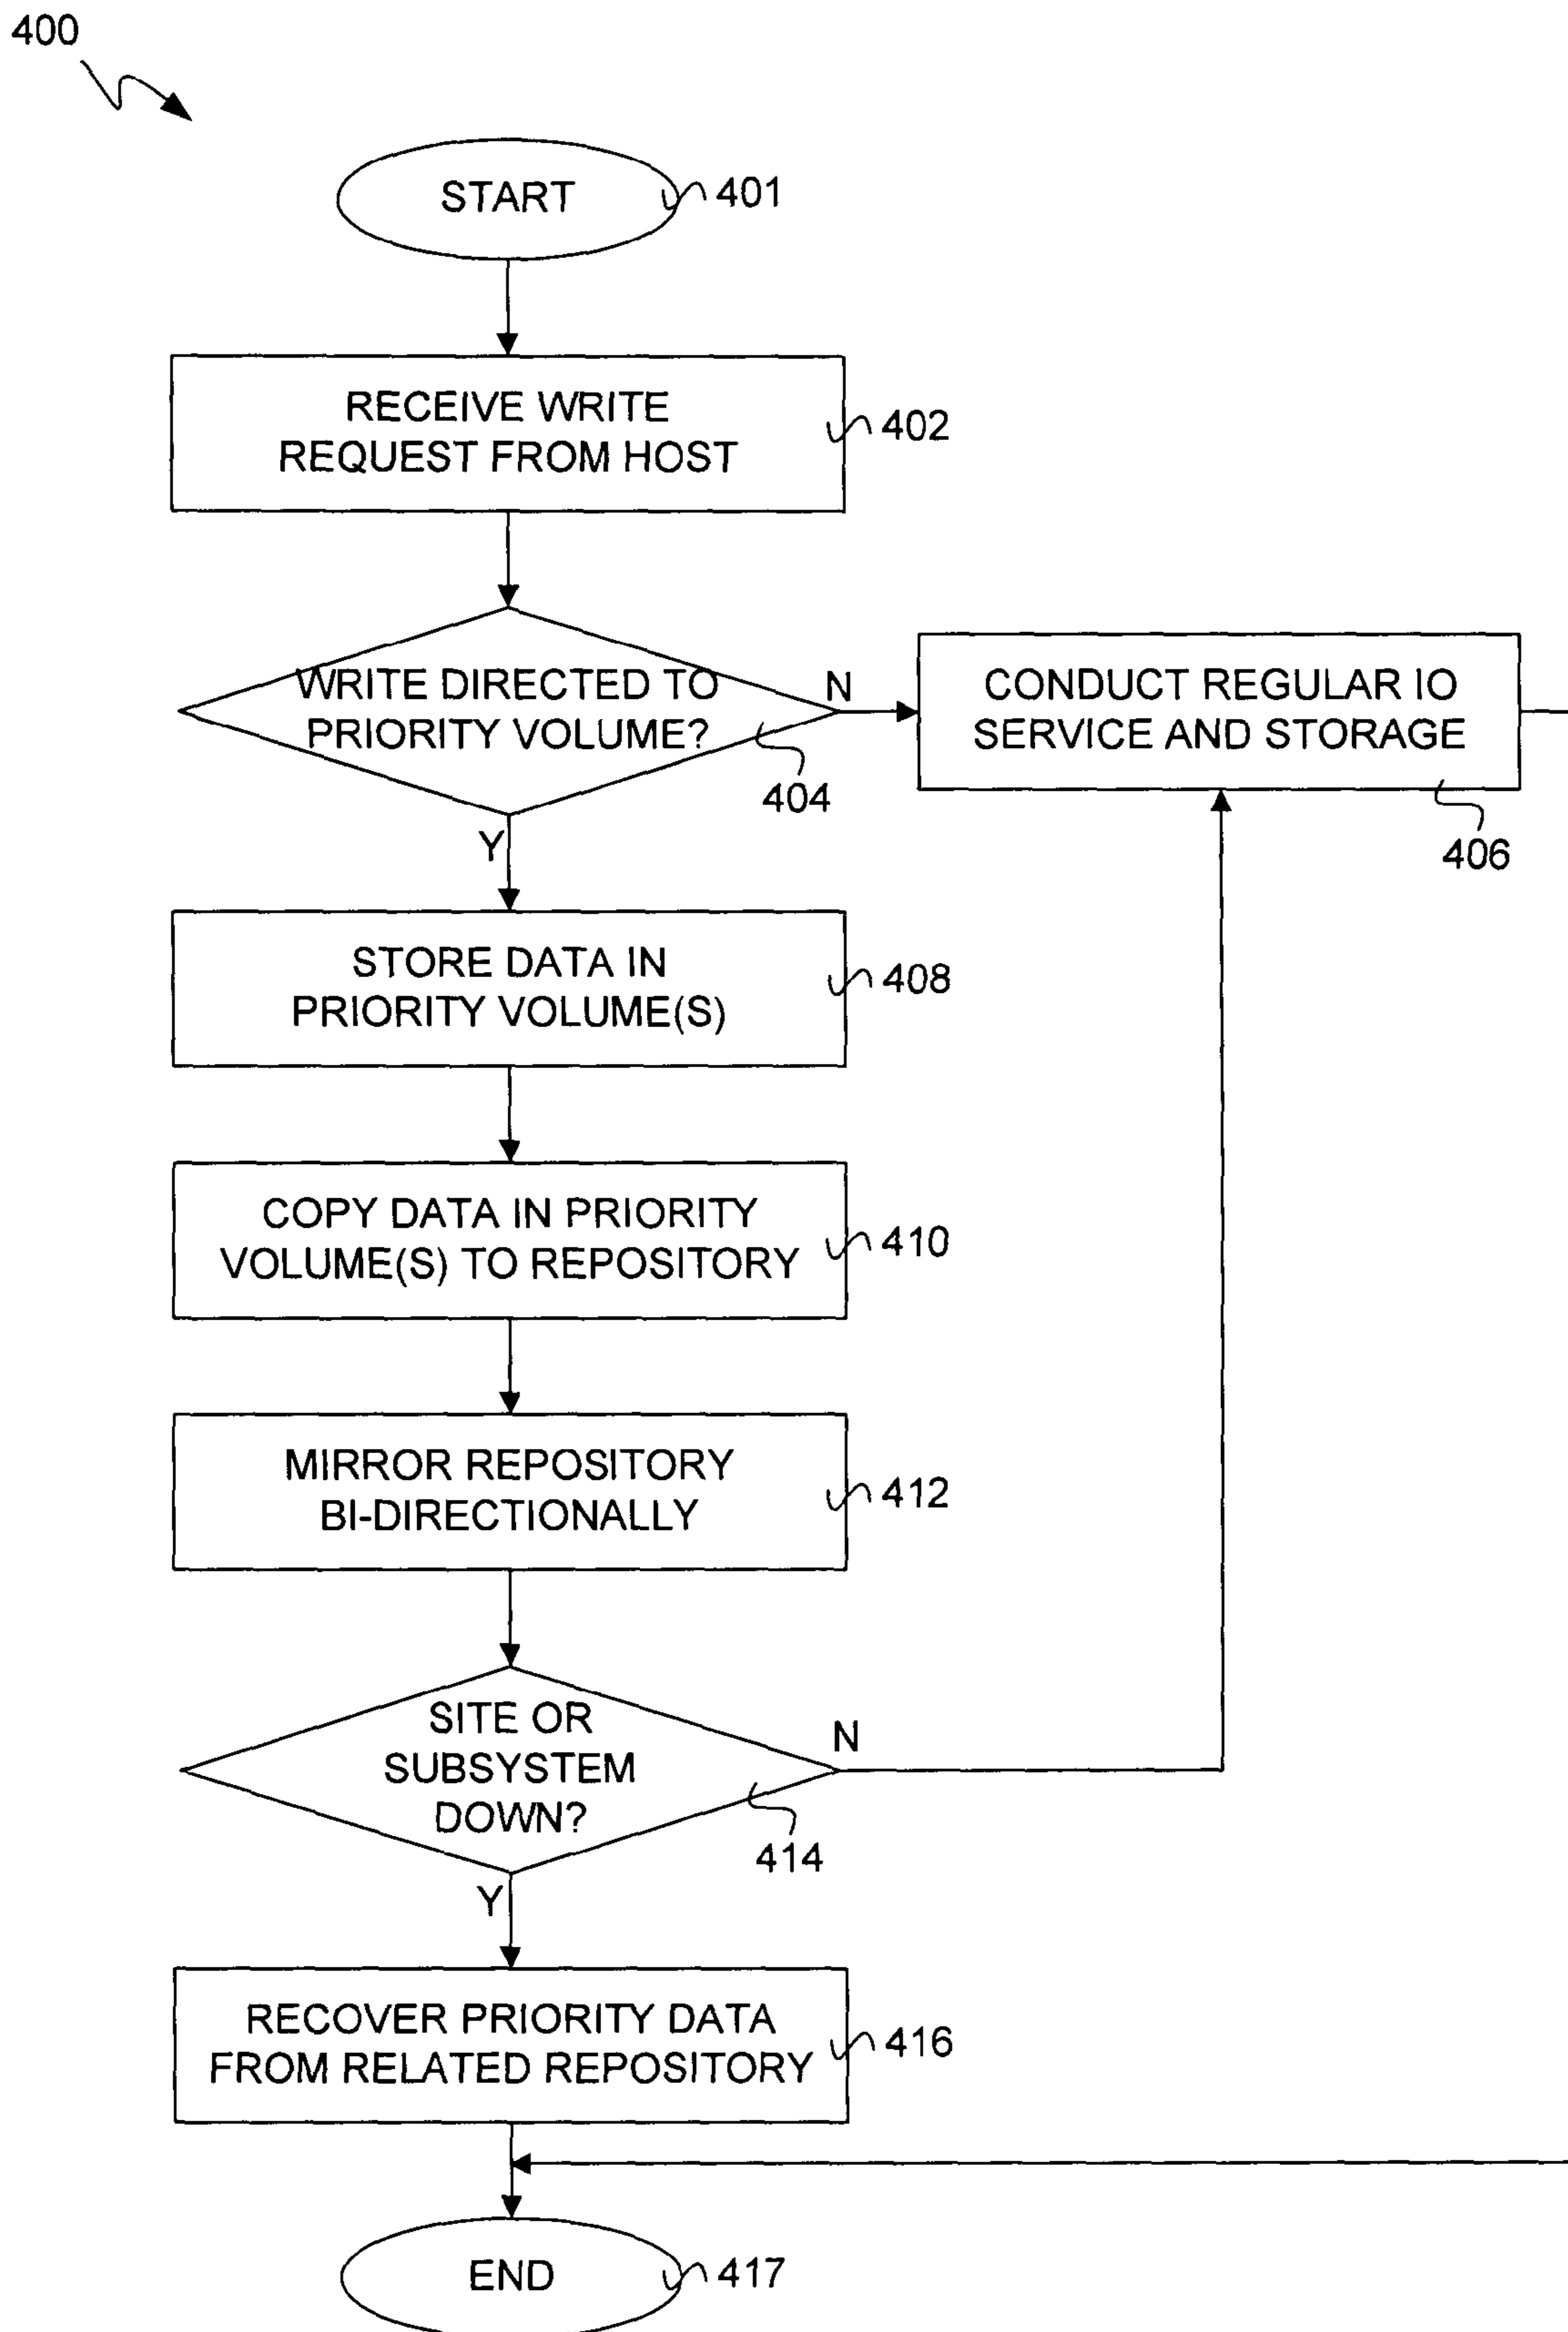 400
START
401
RECEIVE WRITE
REQUEST FROM HOST
402
WRITE DIRECTED TO
PRIORITY VOLUME?
404
N
CONDUCT REGULAR IO
SERVICE AND STORAGE
406
Y
STORE DATA IN
PRIORITY VOLUME(S)
408
COPY DATA IN PRIORITY
VOLUME(S) TO REPOSITORY
410
MIRROR REPOSITORY
BI-DIRECTIONALLY
412
SITE OR
SUBSYSTEM
DOWN?
414
N
Y
RECOVER PRIORITY DATA
FROM RELATED REPOSITORY
416
END
417